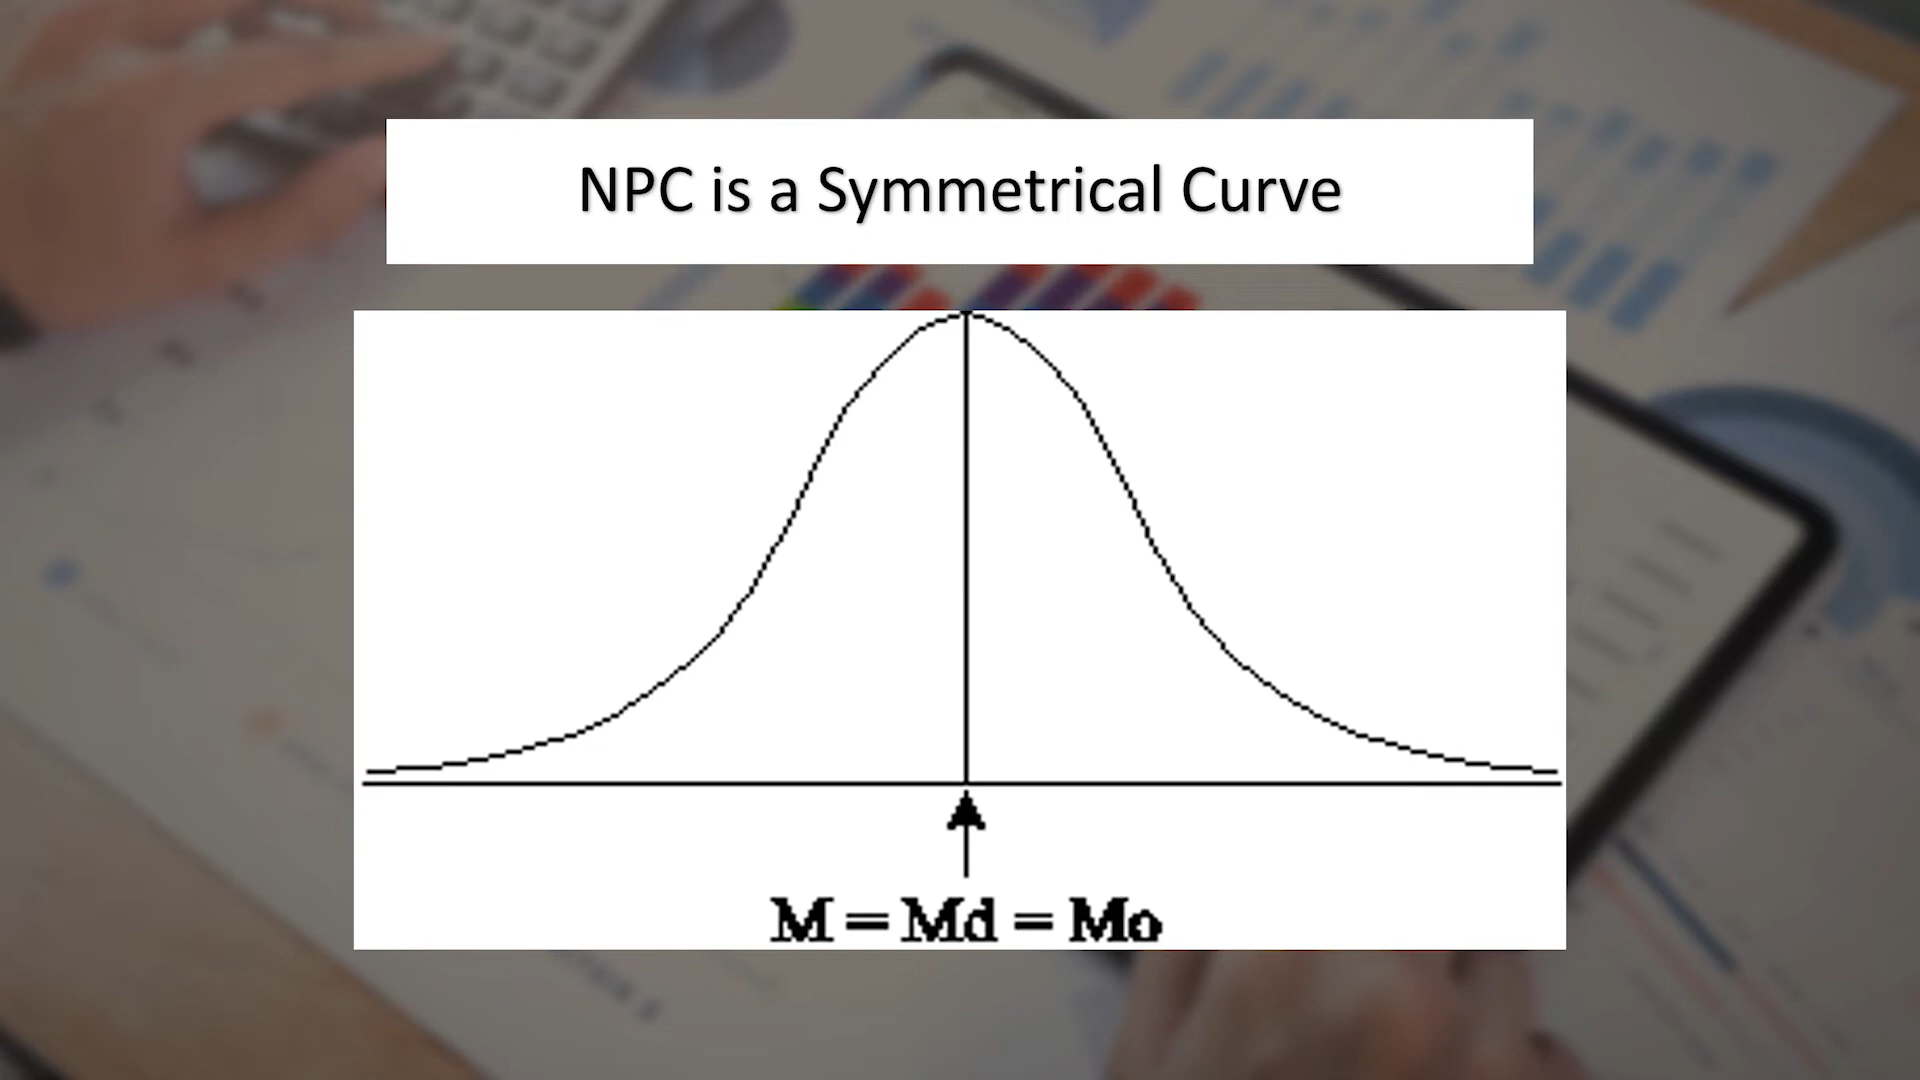 NPC is a Symmetrical Curve
M = Md = Mo